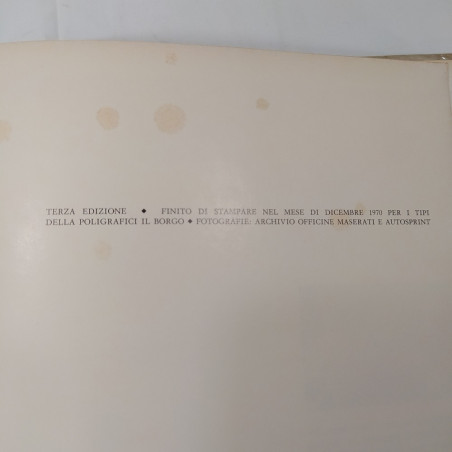 TERZA EDIZIONE ◆ FINITO DI STAMPARE NEL MESE DI DICEMBRE 1970 PER I TIPI
DELLA POLIGRAFICI IL BORGO ◆ FOTOGRAFIE: ARCHIVIO OFFICINE MASERATI E AUTOSPRINT